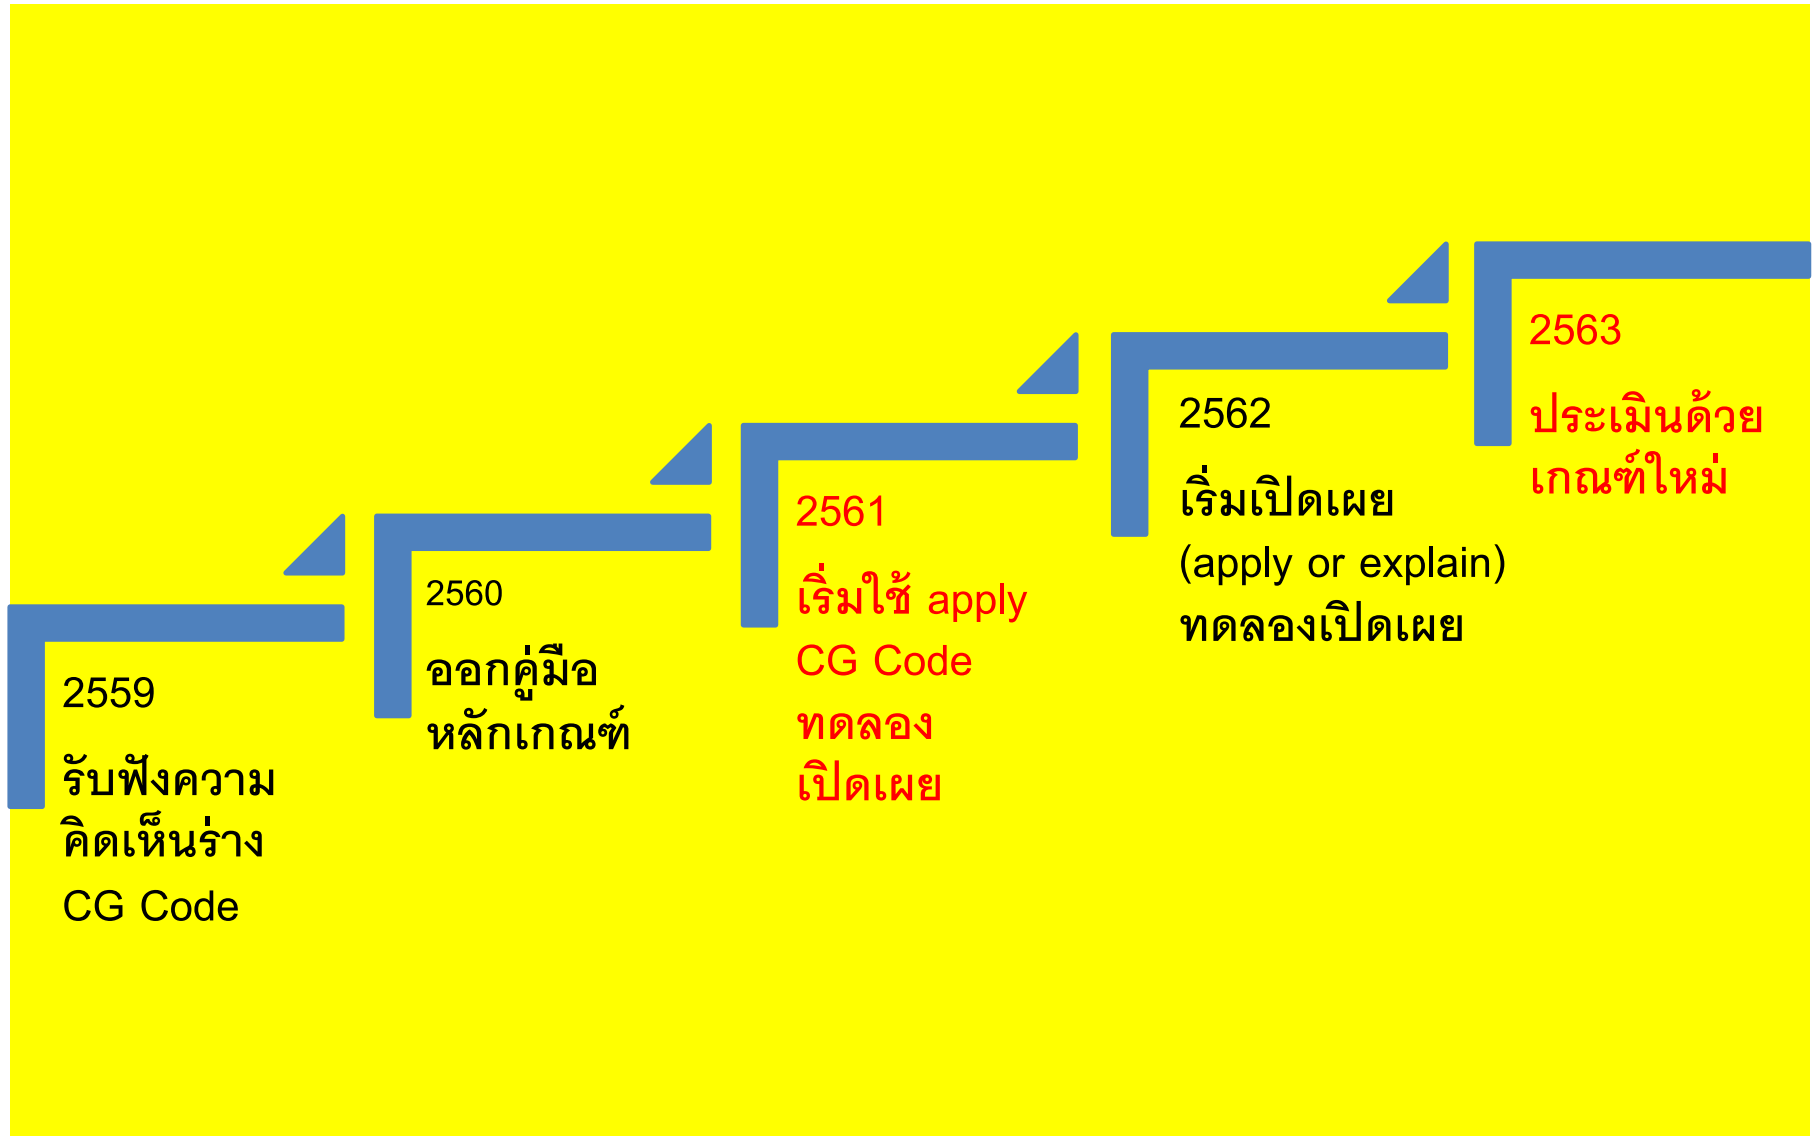 2559
รับฟังความ
คิดเห็นร่าง
CG Code
2560
ออกคู่มือ
หลักเกณฑ์
2561
เริ่มใช้ apply
CG Code
ทดลอง
เปิดเผย
2562
เริ่มเปิดเผย
(apply or explain)
ทดลองเปิดเผย
2563
ประเมินด้วย
เกณฑ์ใหม่